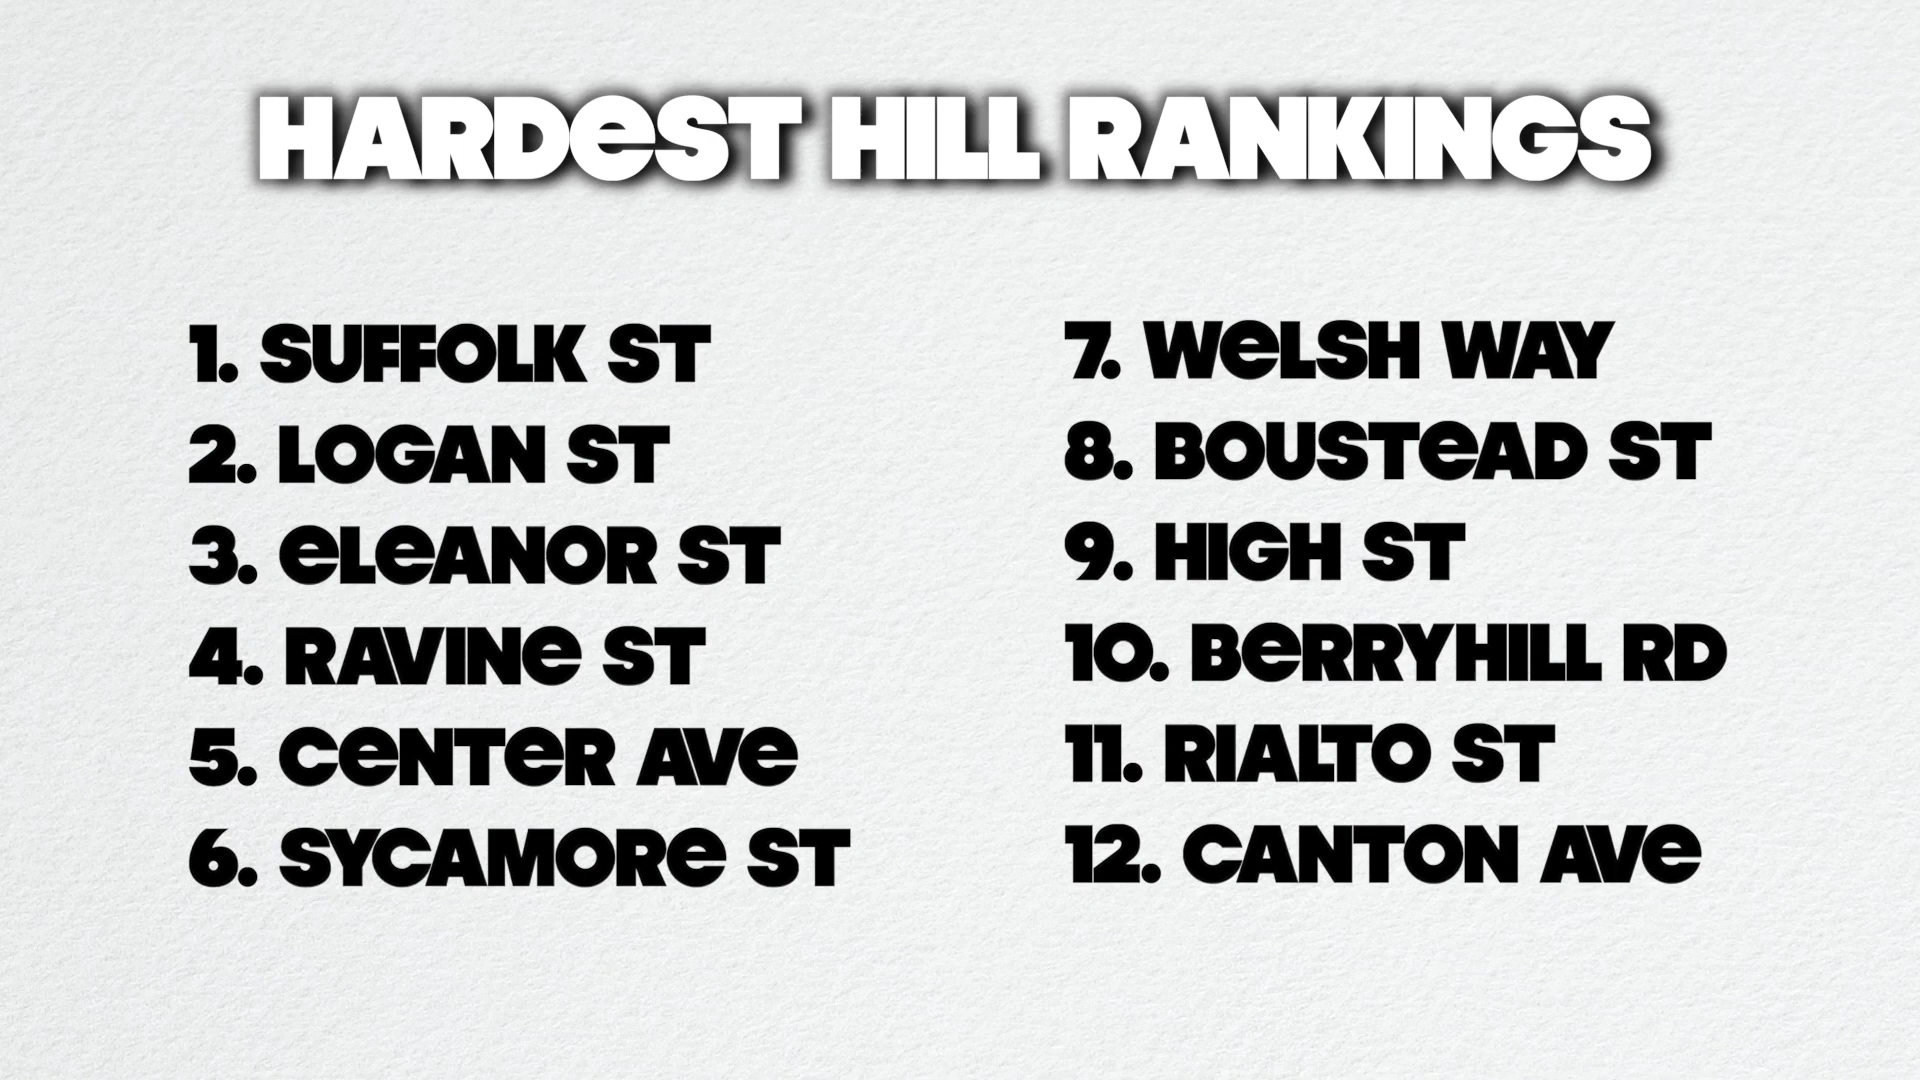 HARDeST HILL RANKINGS
1. SUFFOLK ST
2. LOGAN ST
3. eLeANOR ST
4. RAVINe ST
5. CeNTeR AVe
6. SYCAMORe ST
7. WeLSH WAY
8. BOUSTeAD ST
9. HIGH ST
10. BeRRYHILL RD
11. RIALTO ST
12. CANTON AVe